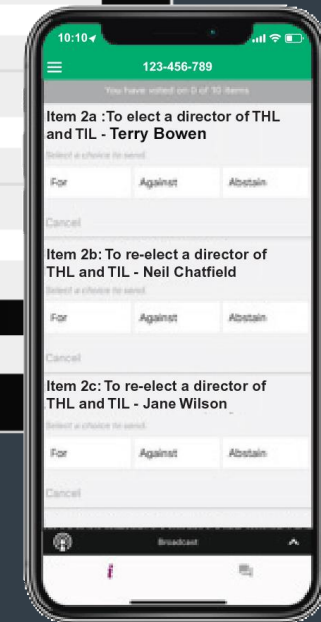 10:10
123-456-789
You have voted on 0 of 10 items
Item 2a :To elect a director of THL
and TIL - Terry Bowen
Select a choice to send.
For Against Abstain
Cancel
Item 2b: To re-elect a director of
THL and TIL - Neil Chatfield
Select a choice to send.
For Against Abstain
Cancel
Item 2c: To re-elect a director of
THL and TIL - Jane Wilson
Select a choice to send.
For Against Abstain
Cancel
Broadcast